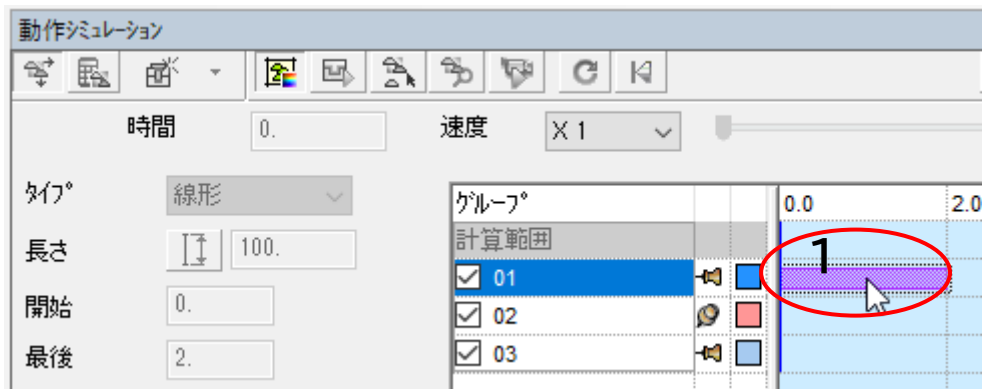 動作ｼﾐｭﾚｰｼｮﾝ
時間 0. 速度 X 1
ﾀｲﾌﾟ 線形
長さ 100.
開始 0.
最後 2.
ｸﾞﾙｰﾌﾟ 0.0 2.0
計算範囲
01 1
02
03